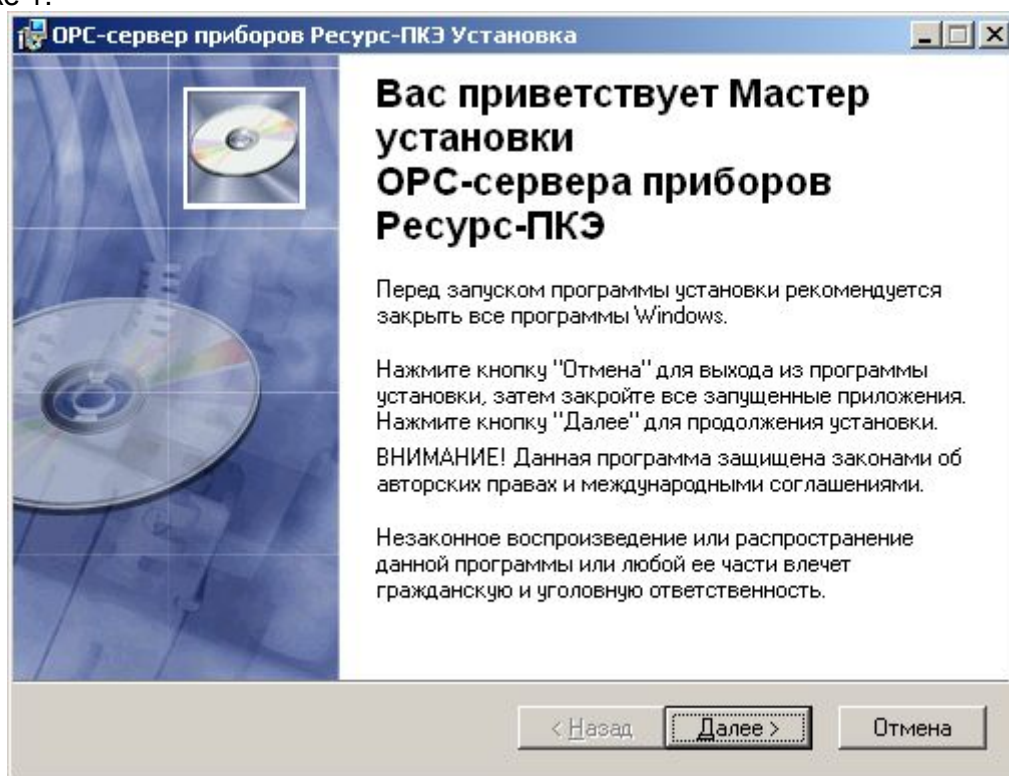 ОРС-сервер приборов Ресурс-ПКЭ Установка
Вас приветствует Мастер
установки
ОРС-сервера приборов
Ресурс-ПКЭ
Перед запуском программы установки рекомендуется
закрыть все программы Windows.
Нажмите кнопку "Отмена" для выхода из программы
установки, затем закройте все запущенные приложения.
Нажмите кнопку "Далее" для продолжения установки.
ВНИМАНИЕ! Данная программа защищена законами об
авторских правах и международными соглашениями.
Незаконное воспроизведение или распространение
данной программы или любой ее части влечет
гражданскую и уголовную ответственность.
< Назад Далее > Отмена